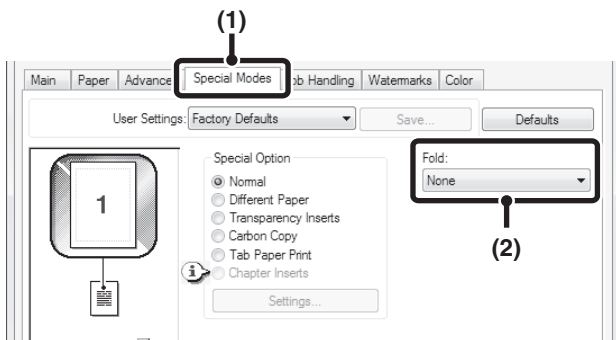 (1)
Main Paper Advance Special Modes ob Handling Watermarks Color
User Settings: Factory Defaults Save... Defaults
Special Option
Normal
Different Paper
Transparency Inserts
Carbon Copy
Tab Paper Print
Chapter Inserts
Settings...
Fold:
None
(2)
1
i